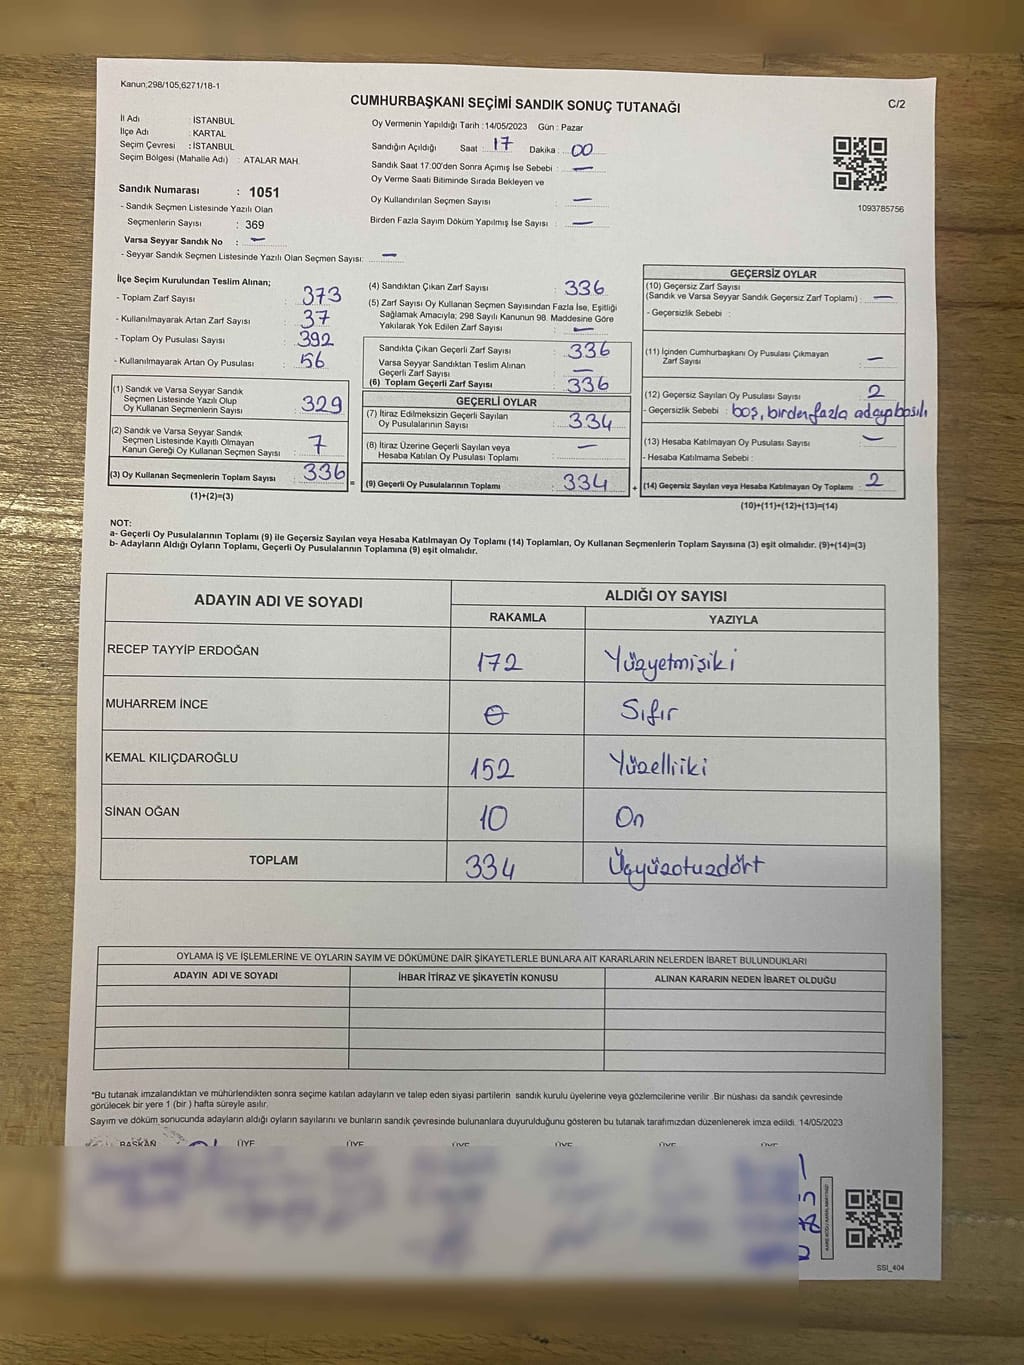 Kanun;298/105,6271/18-1
CUMHURBAŞKANI SEÇİMİ SANDIK SONUÇ TUTANAĞI
C/2
İl Adı : İSTANBUL
İlçe Adı : KARTAL
Seçim Çevresi : İSTANBUL
Seçim Bölgesi (Mahalle Adı) : ATALAR MAH.
Sandık Numarası : 1051
- Sandık Seçmen Listesinde Yazılı Olan
Seçmenlerin Sayısı : 369
Varsa Seyyar Sandık No : —
- Seyyar Sandık Seçmen Listesinde Yazılı Olan Seçmen Sayısı: —
Oy Vermenin Yapıldığı Tarih :14/05/2023 Gün : Pazar
Sandığın Açıldığı Saat : 17 Dakika : 00
Sandık Saat 17:00'den Sonra Açımış İse Sebebi : —
Oy Verme Saati Bitiminde Sırada Bekleyen ve
Oy Kullandırılan Seçmen Sayısı : —
Birden Fazla Sayım Döküm Yapılmış İse Sayısı : —
1093785756
İlçe Seçim Kurulundan Teslim Alınan;
- Toplam Zarf Sayısı : 373
- Kullanılmayarak Artan Zarf Sayısı : 37
- Toplam Oy Pusulası Sayısı : 392
- Kullanılmayarak Artan Oy Pusulası : 56
(1) Sandık ve Varsa Seyyar Sandık
Seçmen Listesinde Yazılı Olup
Oy Kullanan Seçmenlerin Sayısı : 329
(2) Sandık ve Varsa Seyyar Sandık
Seçmen Listesinde Kayıtlı Olmayan
Kanun Gereği Oy Kullanan Seçmen Sayısı : 7
(3) Oy Kullanan Seçmenlerin Toplam Sayısı : 336 =
(1)+(2)=(3)
(4) Sandıktan Çıkan Zarf Sayısı : 336
(5) Zarf Sayısı Oy Kullanan Seçmen Sayısından Fazla İse, Eşitliği
Sağlamak Amacıyla; 298 Sayılı Kanunun 98. Maddesine Göre
Yakılarak Yok Edilen Zarf Sayısı : —
Sandıkta Çıkan Geçerli Zarf Sayısı : 336
Varsa Seyyar Sandıktan Teslim Alınan
Geçerli Zarf Sayısı : —
(6) Toplam Geçerli Zarf Sayısı : 336
GEÇERLİ OYLAR
(7) İtiraz Edilmeksizin Geçerli Sayılan
Oy Pusulalarının Sayısı : 334
(8) İtiraz Üzerine Geçerli Sayılan veya
Hesaba Katılan Oy Pusulası Toplamı : —
(9) Geçerli Oy Pusulalarının Toplamı : 334 +
GEÇERSİZ OYLAR
(10) Geçersiz Zarf Sayısı
(Sandık ve Varsa Seyyar Sandık Geçersiz Zarf Toplamı) : —
- Geçersizlik Sebebi :
(11) İçinden Cumhurbaşkanı Oy Pusulası Çıkmayan
Zarf Sayısı : —
(12) Geçersiz Sayılan Oy Pusulası Sayısı : 2
- Geçersizlik Sebebi : boş, birden fazla adaya basılı
(13) Hesaba Katılmayan Oy Pusulası Sayısı : —
- Hesaba Katılmama Sebebi :
(14) Geçersiz Sayılan veya Hesaba Katılmayan Oy Toplamı : 2
(10)+(11)+(12)+(13)=(14)
NOT:
a- Geçerli Oy Pusulasının Toplamı (9) ile Geçersiz Sayılan veya Hesaba Katılmayan Oy Toplamı (14) Toplamları, Oy Kullanan Seçmenlerin Toplam Sayısına (3) eşit olmalıdır. (9)+(14)=(3)
b- Adayların Aldığı Oyların Toplamı, Geçerli Oy Pusulalarının Toplamına (9) eşit olmalıdır.
ADAYIN ADI VE SOYADI
ALDIĞI OY SAYISI
RAKAMLA YAZIYLA
RECEP TAYYİP ERDOĞAN 172 Yüzyetmişiki
MUHARREM İNCE 0 Sıfır
KEMAL KILIÇDAROĞLU 152 Yüzelliiki
SİNAN OĞAN 10 On
TOPLAM 334 Üçyüzotuzdört
OYLAMA İŞ VE İŞLEMLERİNE VE OYLARIN SAYIM VE DÖKÜMÜNE DAİR ŞİKAYETLERLE BUNLARA AİT KARARLARIN NELERDEN İBARET BULUNDUKLARI
ADAYIN ADI VE SOYADI İHBAR İTİRAZ VE ŞİKAYETİN KONUSU ALINAN KARARIN NEDEN İBARET OLDUĞU
*Bu tutanak imzalandıktan ve mühürlendikten sonra seçime katılan adayların ve talep eden siyasi partilerin sandık kurulu üyelerine veya gözlemcilerine verilir .Bir nüshası da sandık çevresinde
görülecek bir yere 1 (bir ) hafta süreyle asılır.
Sayım ve döküm sonucunda adayların aldığı oyların sayılarını ve bunların sandık çevresinde bulunanlara duyurulduğunu gösteren bu tutanak tarafımızdan düzenlenerek imza edildi. 14/05/2023
BAŞKAN ÜYE ÜYE ÜYE ÜYE ÜYE ÜYE
SSI_404